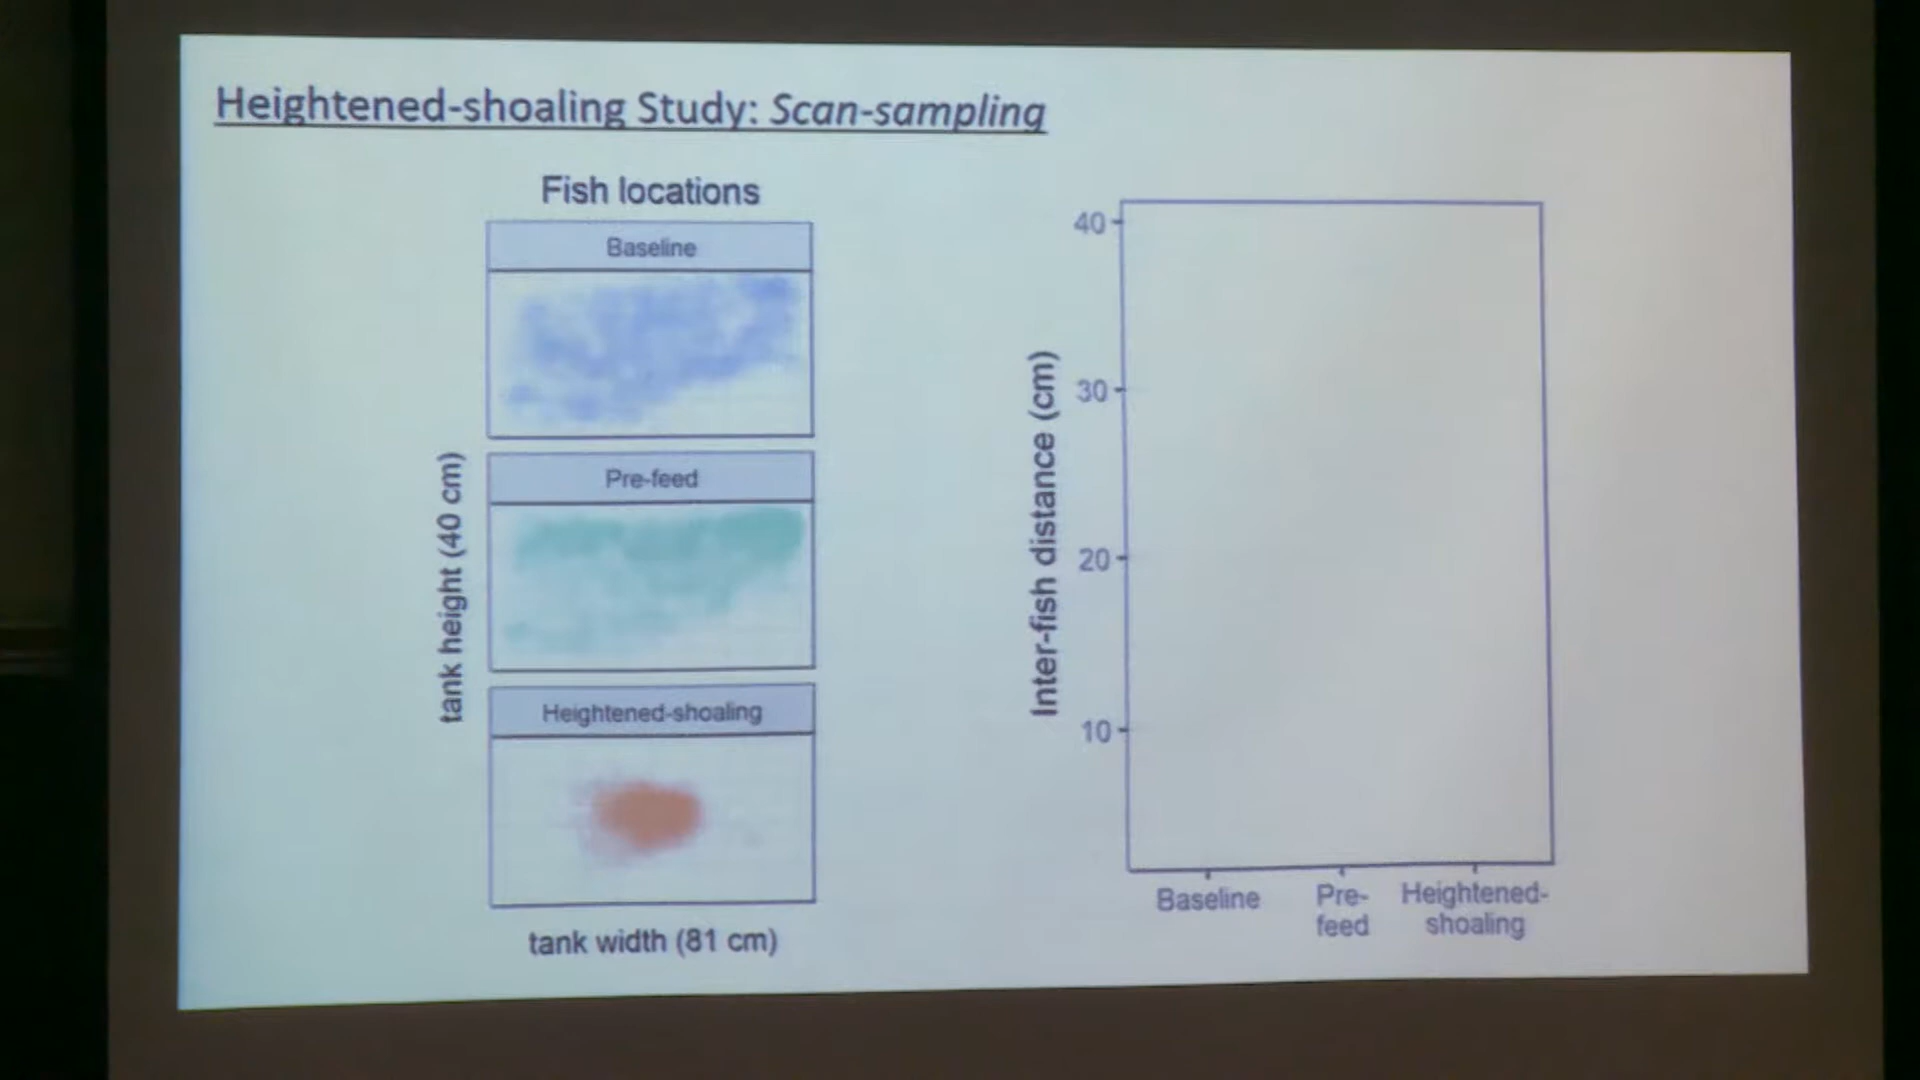 Heightened-shoaling Study: Scan-sampling
Fish locations
Baseline
Pre-feed
Heightened-shoaling
tank height (40 cm)
tank width (81 cm)
Inter-fish distance (cm)
40
30
20
10
Baseline
Pre-
feed
Heightened-
shoaling